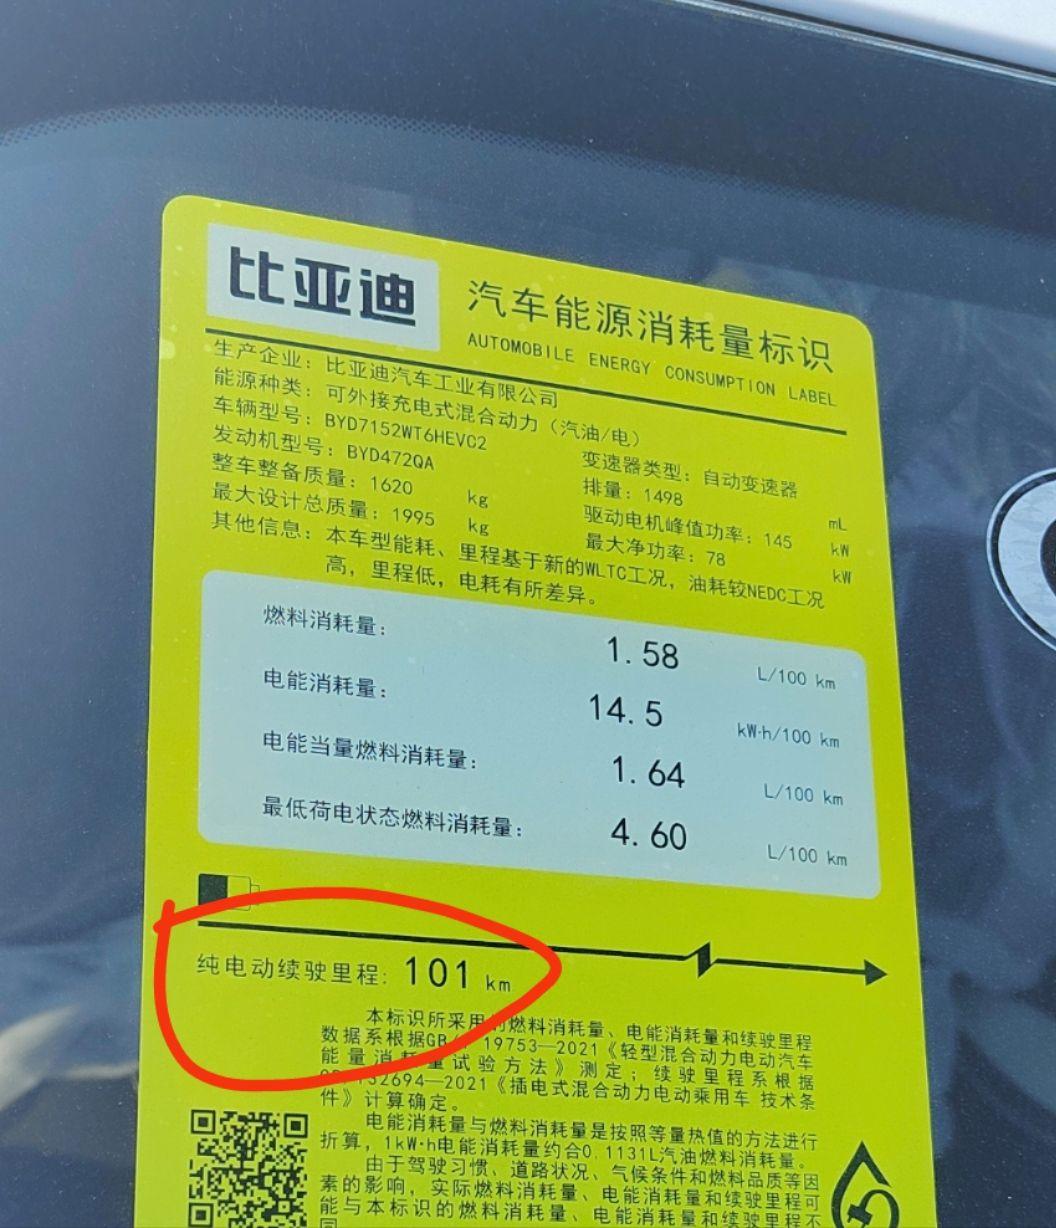 比亚迪
汽车能源消耗量标识
AUTOMOBILE ENERGY CONSUMPTION LABEL
生产企业：比亚迪汽车工业有限公司
能源种类：可外接充电式混合动力（汽油/电）
车辆型号：BYD7152WT6HEVC2
变速器类型：自动变速器
发动机型号：BYD472QA
排量：1498 mL
整车整备质量：1620 kg
驱动电机峰值功率：145 kW
最大设计总质量：1995 kg
最大净功率：78 kW
其他信息：本车型能耗、里程基于新的WLTC工况，油耗较NEDC工况
高，里程低，电耗有所差异。
燃料消耗量：1.58 L/100 km
电能消耗量：14.5 kW·h/100 km
电能当量燃料消耗量：1.64 L/100 km
最低荷电状态燃料消耗量：4.60 L/100 km
纯电动续驶里程：101 km
本标识所采用的燃料消耗量、电能消耗量和续驶里程
数据系根据GB/ 19753—2021《轻型混合动力电动汽车
能量消耗量试验方法》测定；续驶里程系根据
32694—2021《插电式混合动力电动乘用车 技术条
件》计算确定。
电能消耗量与燃料消耗量是按照等量热值的方法进行
折算，1kW·h电能消耗量约合0.1131L汽油燃料消耗量。
由于驾驶习惯、道路状况、气候条件和燃料品质等因
素的影响，实际燃料消耗量、电能消耗量和续驶里程可
能与本标识的燃料消耗量、电能消耗量和续驶里程不